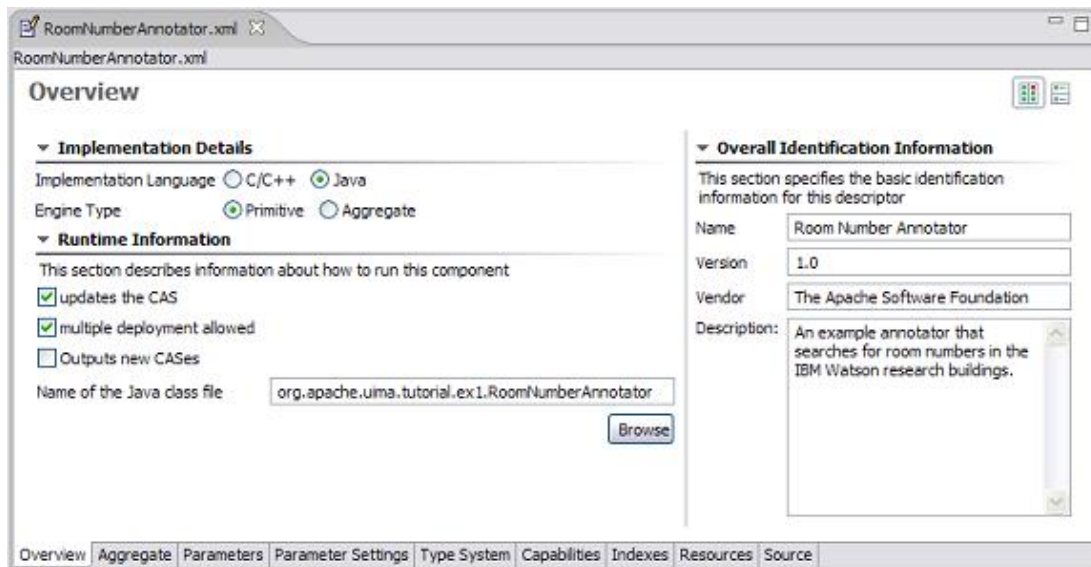 RoomNumberAnnotator.xml
RoomNumberAnnotator.xml
Overview
Implementation Details
Implementation Language C/C++ Java
Engine Type Primitive Aggregate
Runtime Information
This section describes information about how to run this component
updates the CAS
multiple deployment allowed
Outputs new CASes
Name of the Java class file org.apache.uima.tutorial.ex1.RoomNumberAnnotator
Browse
Overall Identification Information
This section specifies the basic identification
information for this descriptor
Name Room Number Annotator
Version 1.0
Vendor The Apache Software Foundation
Description: An example annotator that
searches for room numbers in the
IBM Watson research buildings.
Overview Aggregate Parameters Parameter Settings Type System Capabilities Indexes Resources Source